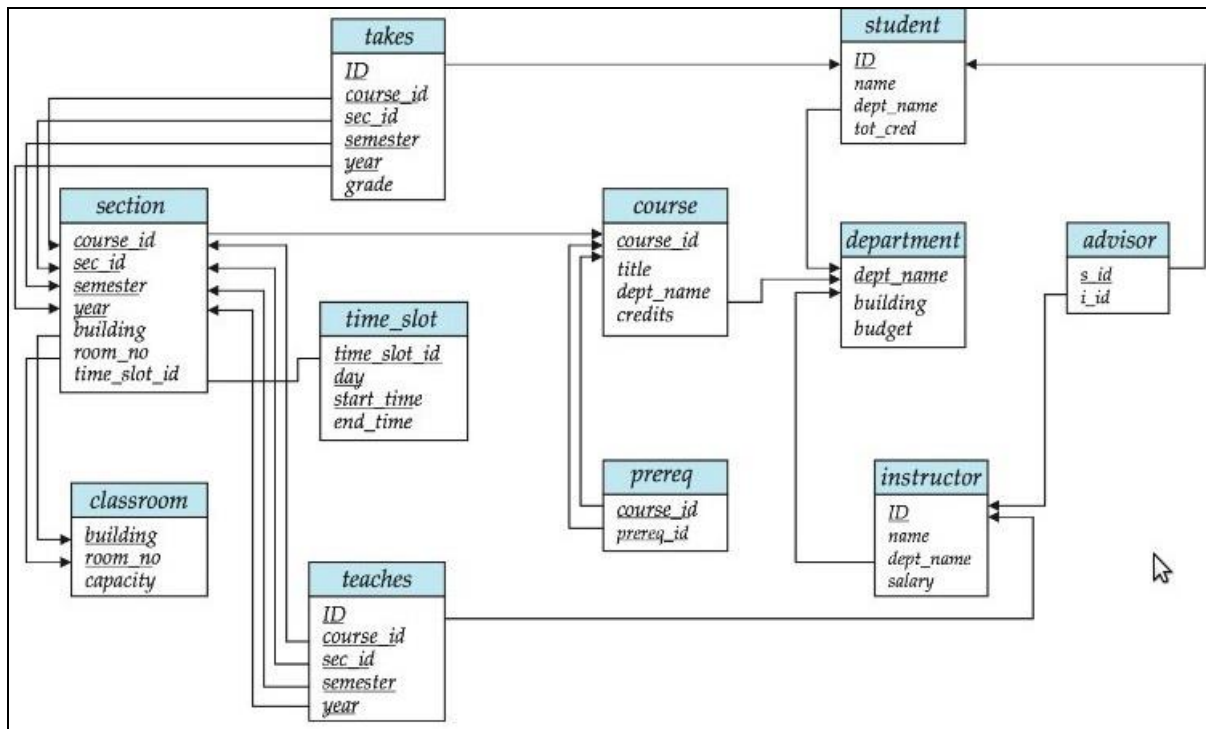 takes
ID
course_id
sec_id
semester
year
grade
student
ID
name
dept_name
tot_cred
section
course_id
sec_id
semester
year
building
room_no
time_slot_id
course
course_id
title
dept_name
credits
department
dept_name
building
budget
advisor
s_id
i_id
time_slot
time_slot_id
day
start_time
end_time
prereq
course_id
prereq_id
instructor
ID
name
dept_name
salary
classroom
building
room_no
capacity
teaches
ID
course_id
sec_id
semester
year